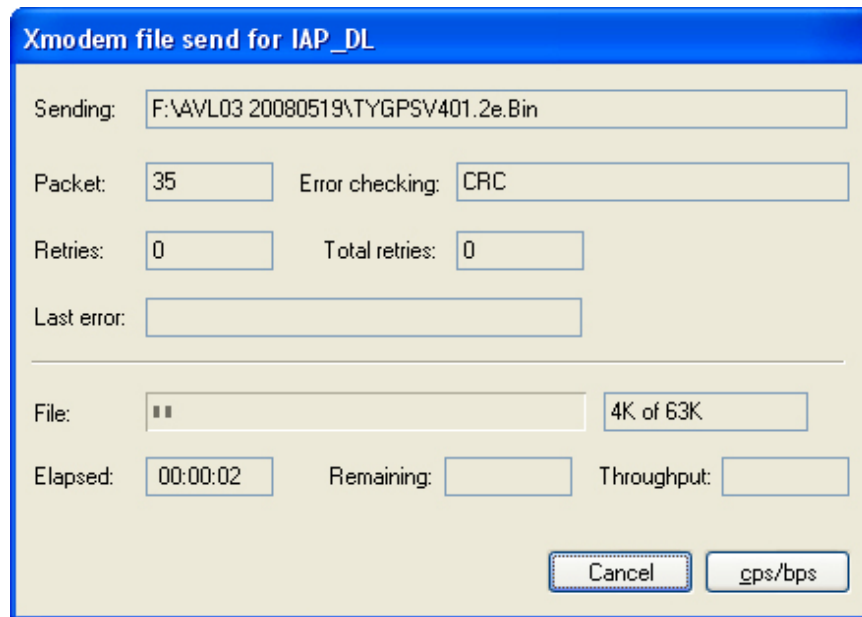 Xmodem file send for IAP_DL
Sending: F:\AVL03 20080519\TYGPSV401.2e.Bin
Packet: 35 Error checking: CRC
Retries: 0 Total retries: 0
Last error:
File: 4K of 63K
Elapsed: 00:00:02 Remaining: Throughput:
Cancel cps/bps